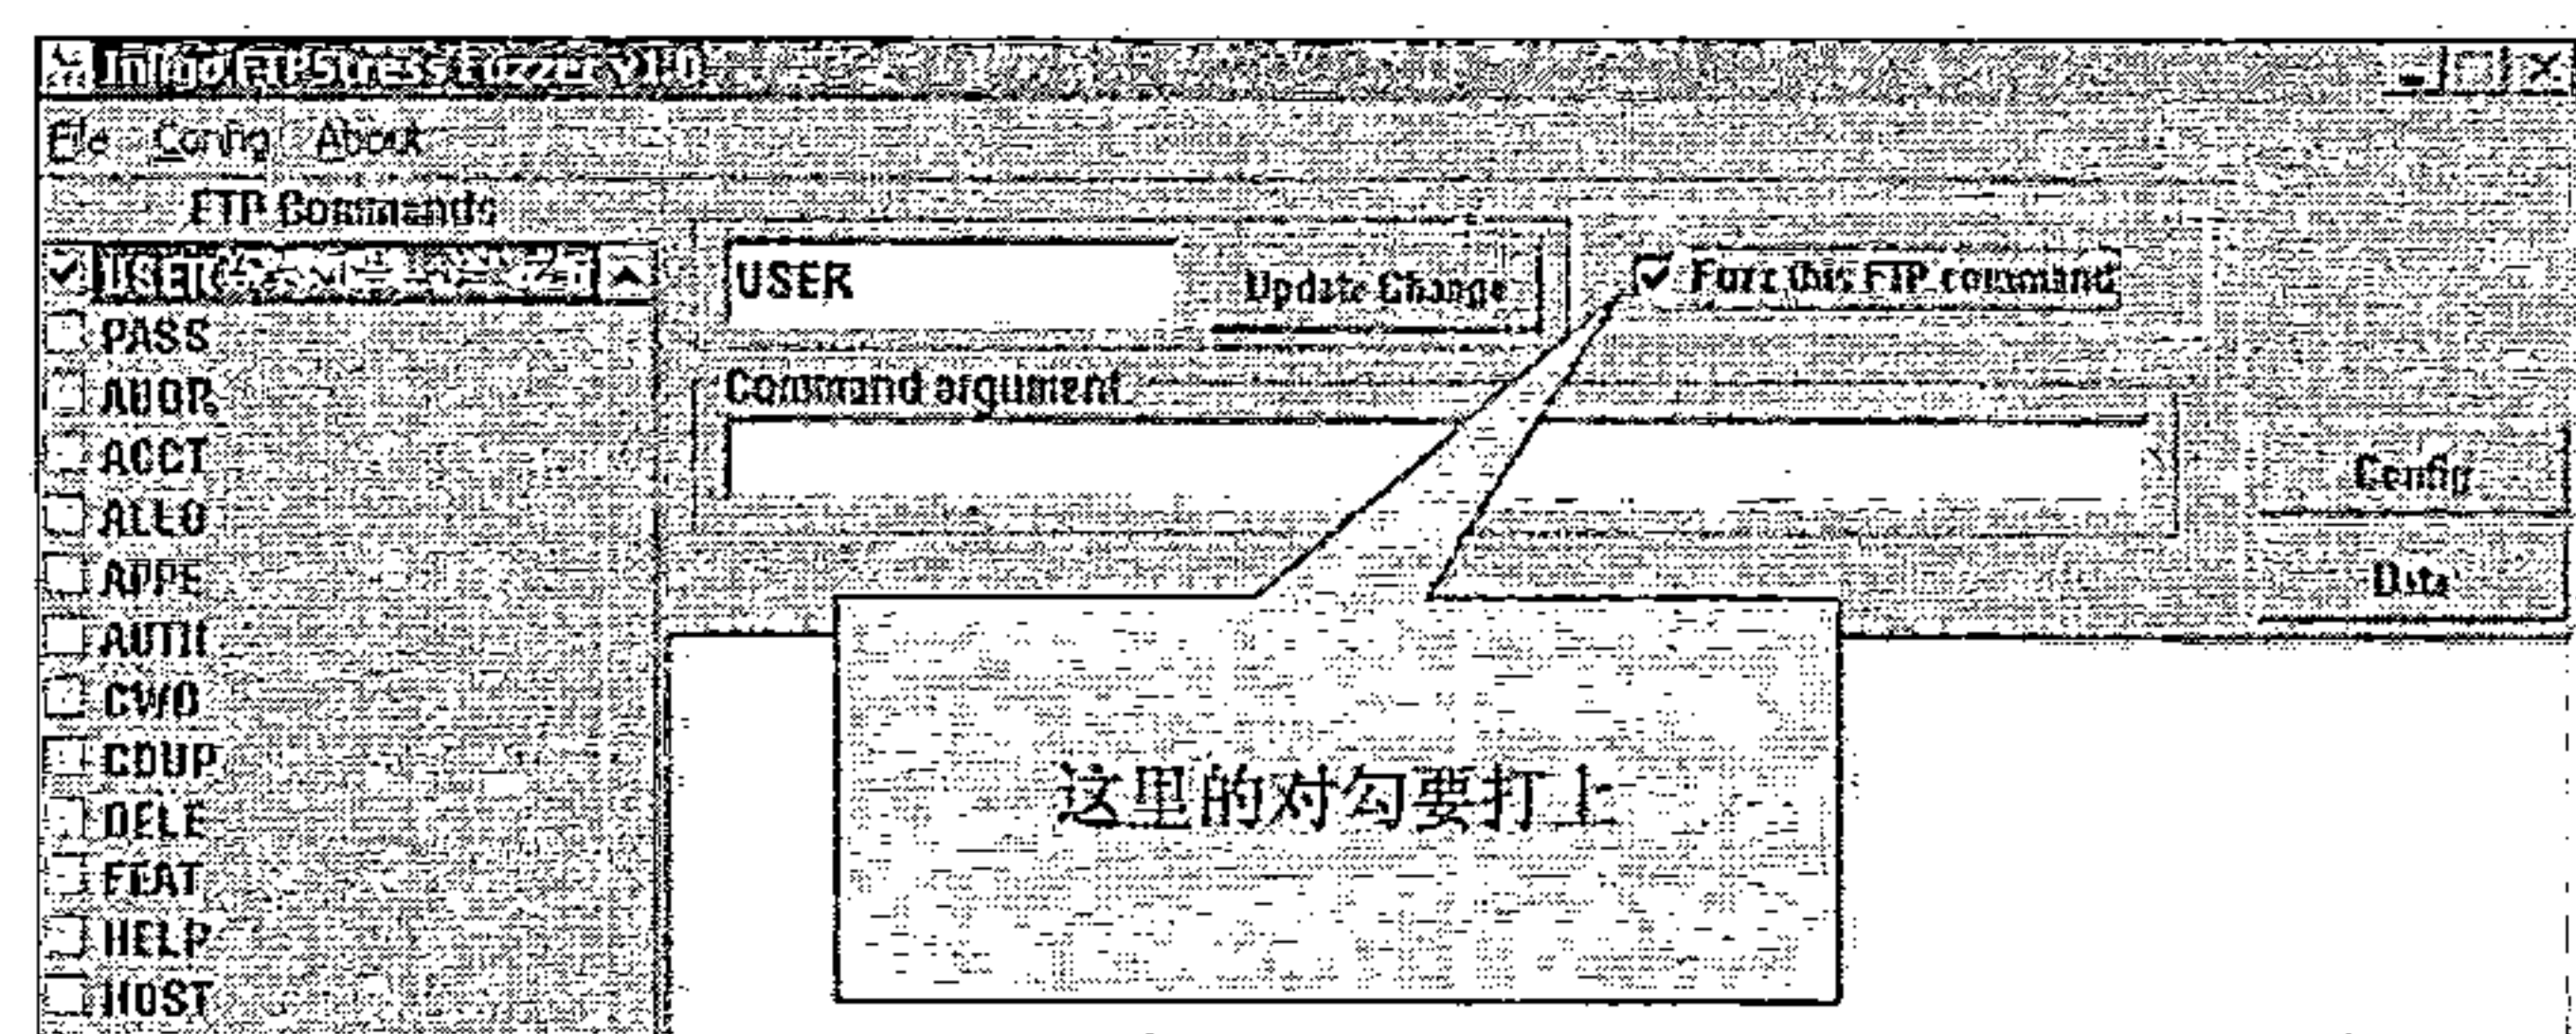 Infigo FTPStress Fuzzer v1.0
File Config About
FTP Commands
USER
PASS
ABOR
ACCT
ALLO
APPE
AUTH
CWD
CDUP
DELE
FEAT
HELP
HOST
USER
Update Change
Fuzz this FTP command
Command argument
Config
Data
这里的对勾要打上